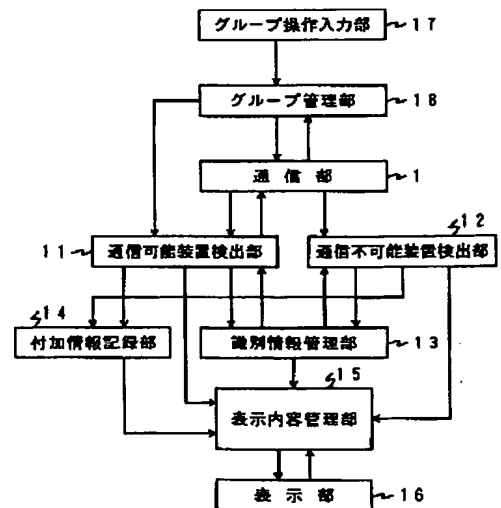 グループ操作入力部 17
グループ管理部 18
通信部 1
12
11 通信可能装置検出部 通信不可能装置検出部
14
付加情報記録部 識別情報管理部 13
15
表示内容管理部
表示部 16